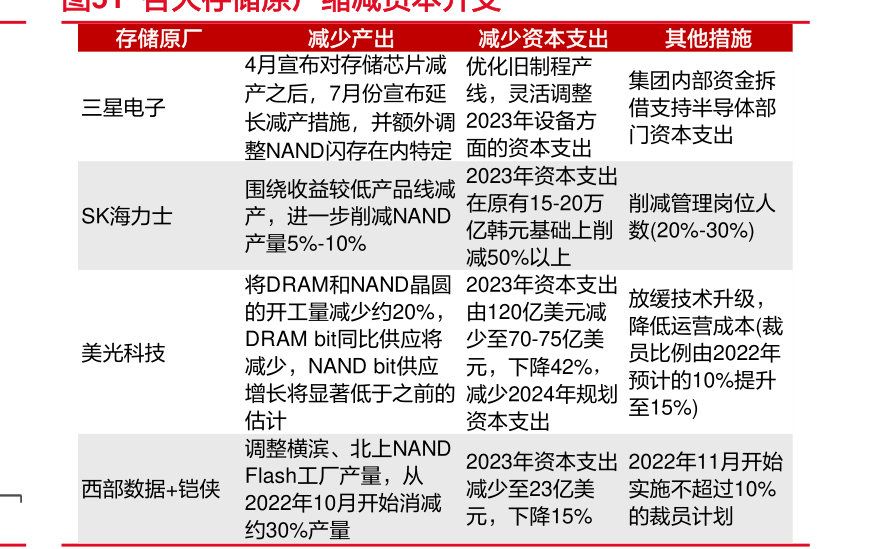 图51 各大存储原厂缩减资本开支
存储原厂 减少产出 减少资本支出 其他措施
三星电子
4月宣布对存储芯片减
产之后，7月份宣布延
长减产措施，并额外调
整NAND闪存在内特定
优化旧制程产
线，灵活调整
2023年设备方
面的资本支出
集团内部资金拆
借支持半导体部
门资本支出
SK海力士
围绕收益较低产品线减
产，进一步削减NAND
产量5%-10%
2023年资本支出
在原有15-20万
亿韩元基础上削
减50%以上
削减管理岗位人
数(20%-30%)
美光科技
将DRAM和NAND晶圆
的开工量减少约20%，
DRAM bit同比供应将
减少，NAND bit供应
增长将显著低于之前的
估计
2023年资本支出
由120亿美元减
少至70-75亿美
元，下降42%，
减少2024年规划
资本支出
放缓技术升级，
降低运营成本(裁
员比例由2022年
预计的10%提升
至15%)
西部数据+铠侠
调整横滨、北上NAND
Flash工厂产量，从
2022年10月开始消减
约30%产量
2023年资本支出
减少至23亿美
元，下降15%
2022年11月开始
实施不超过10%
的裁员计划